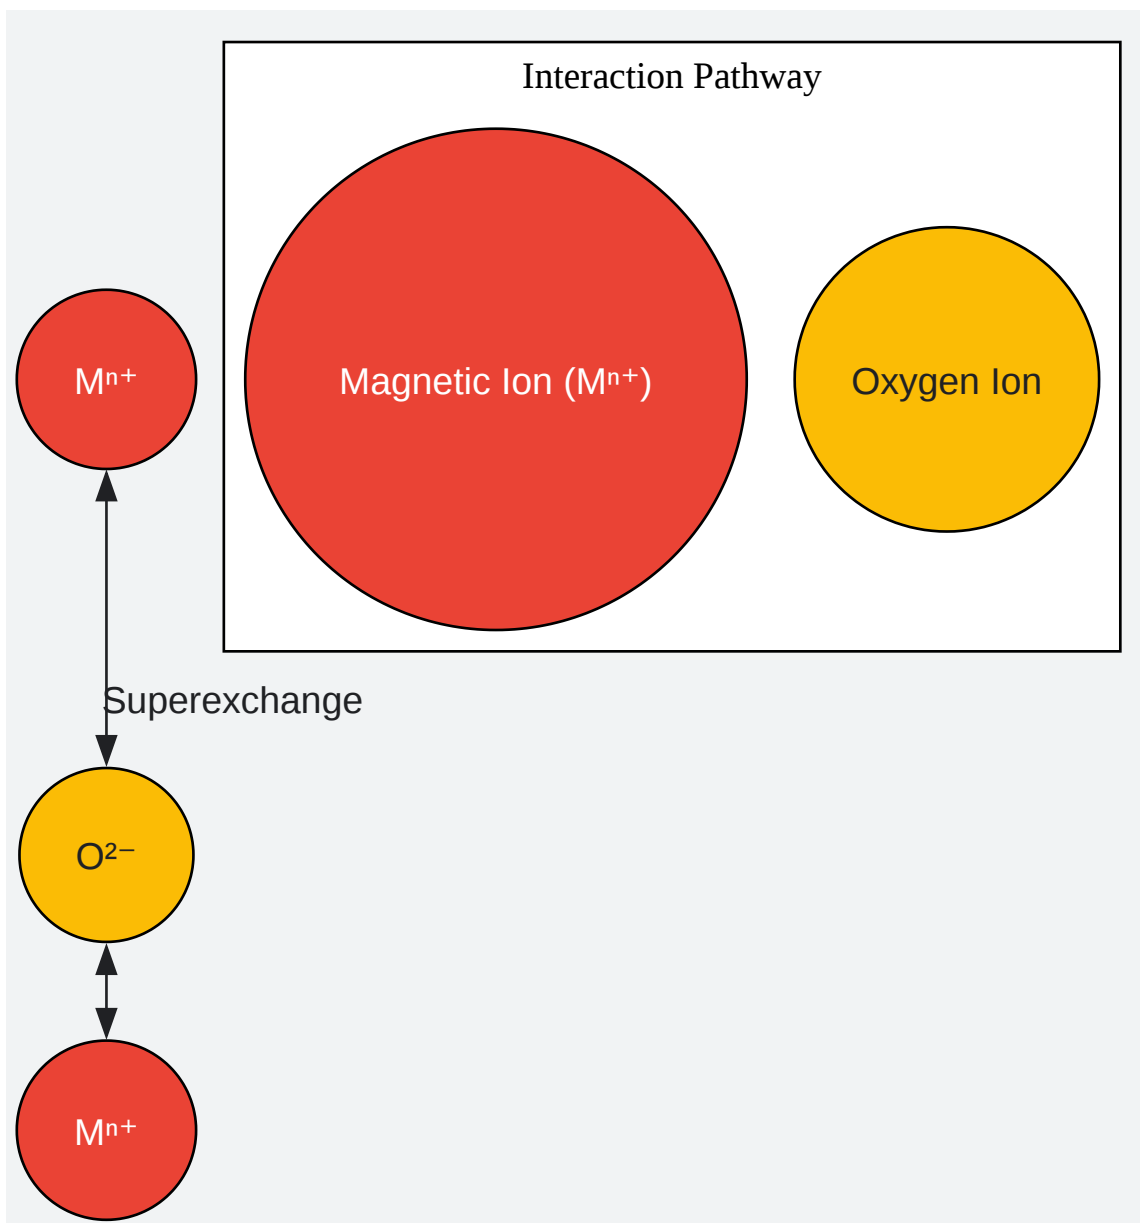 Interaction Pathway
Mⁿ⁺
Magnetic Ion (Mⁿ⁺)
Oxygen Ion
Superexchange
O²⁻
Mⁿ⁺